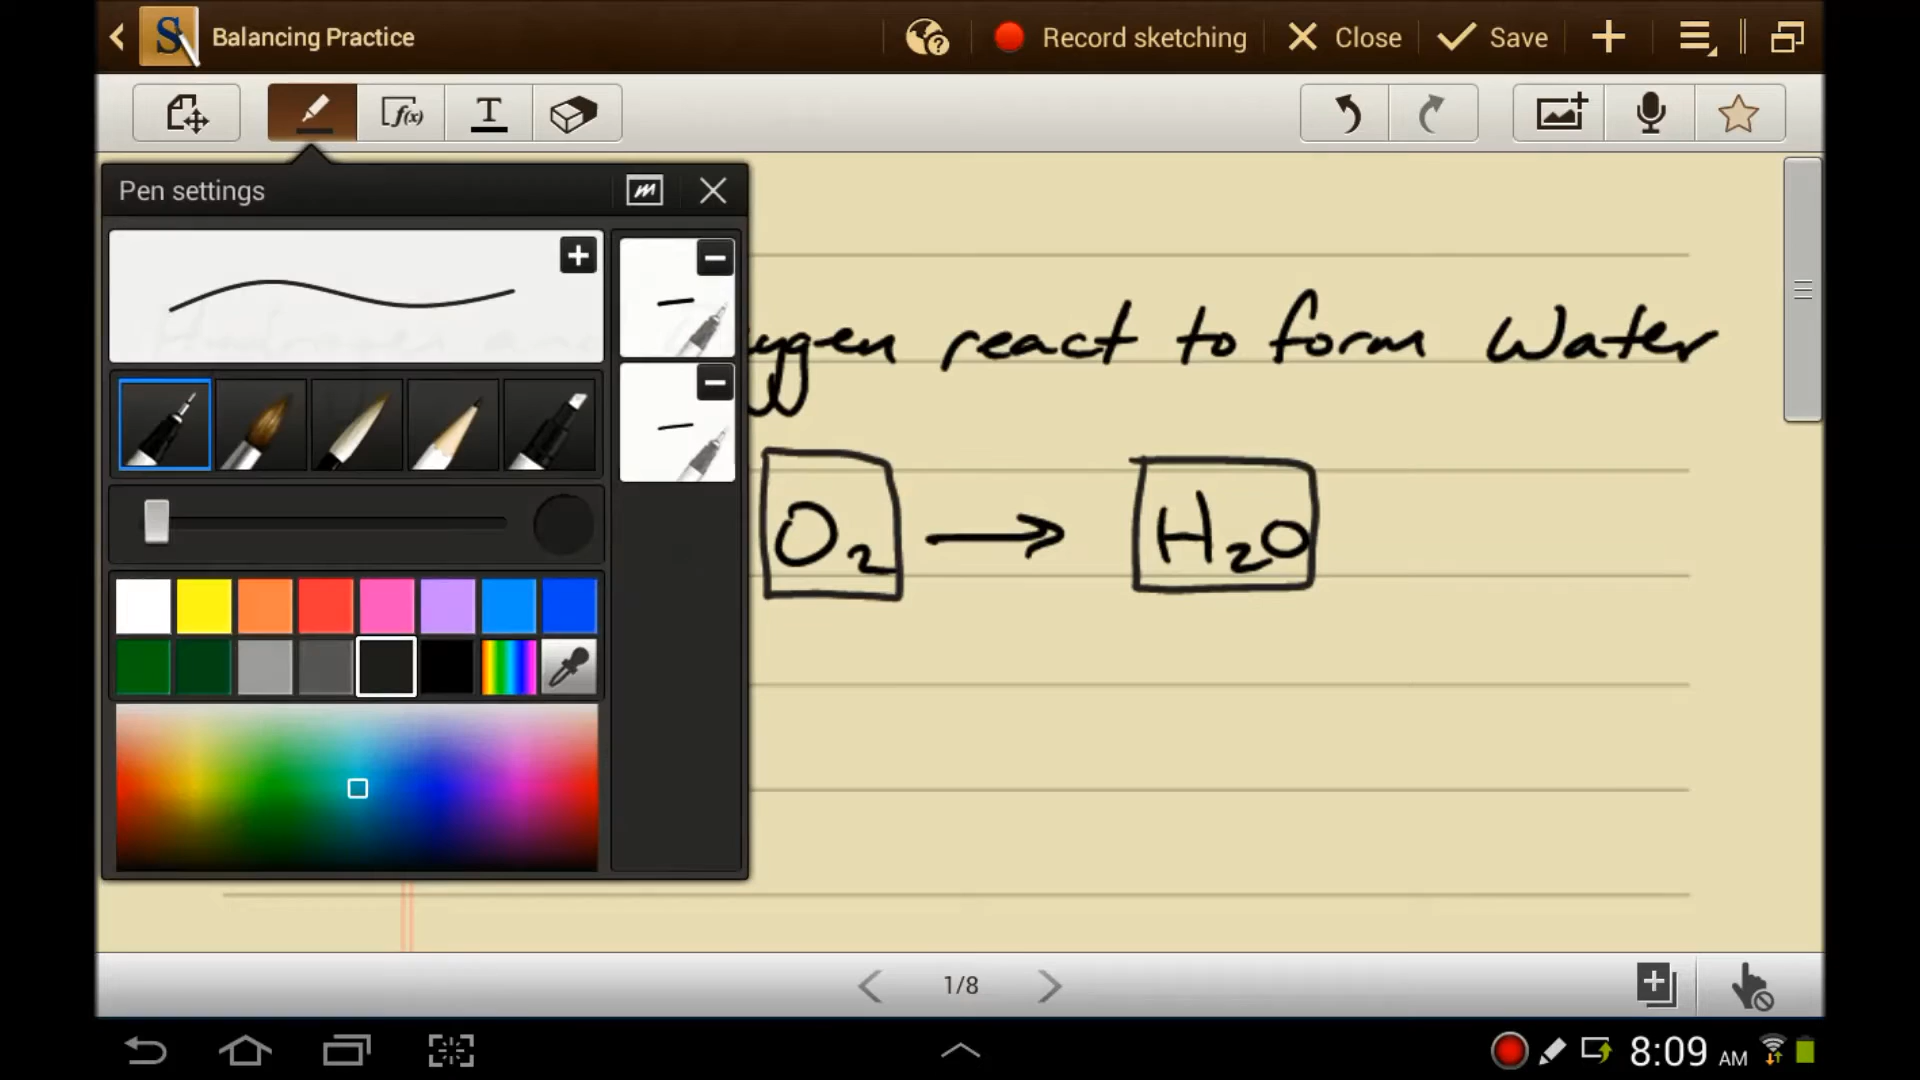 Balancing Practice
Record sketching
Close
Save
f(x)
T
Pen settings
react to form Water
O₂ → H₂O
1/8
8:09 AM